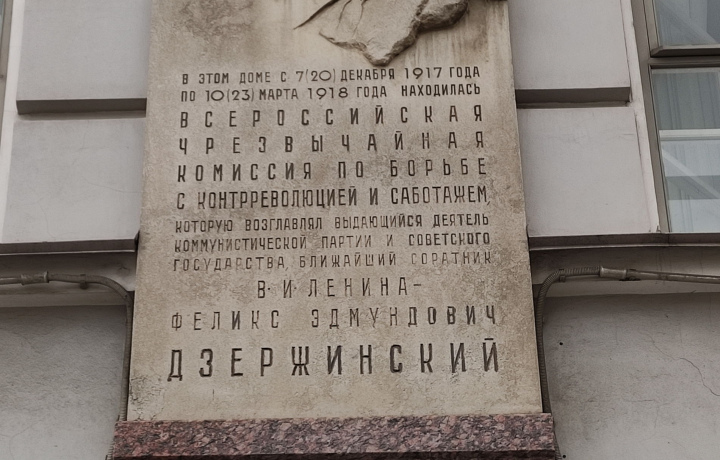 В ЭТОМ ДОМЕ С 7(20) ДЕКАБРЯ 1917 ГОДА
ПО 10(23) МАРТА 1918 ГОДА НАХОДИЛАСЬ
ВСЕРОССИЙСКАЯ
ЧРЕЗВЫЧАЙНАЯ
КОМИССИЯ ПО БОРЬБЕ
С КОНТРРЕВОЛЮЦИЕЙ И САБОТАЖЕМ,
КОТОРУЮ ВОЗГЛАВЛЯЛ ВЫДАЮЩИЙСЯ ДЕЯТЕЛЬ
КОММУНИСТИЧЕСКОЙ ПАРТИИ И СОВЕТСКОГО
ГОСУДАРСТВА, БЛИЖАЙШИЙ СОРАТНИК
В·И·ЛЕНИНА-
ФЕЛИКС ЭДМУНДОВИЧ
ДЗЕРЖИНСКИЙ